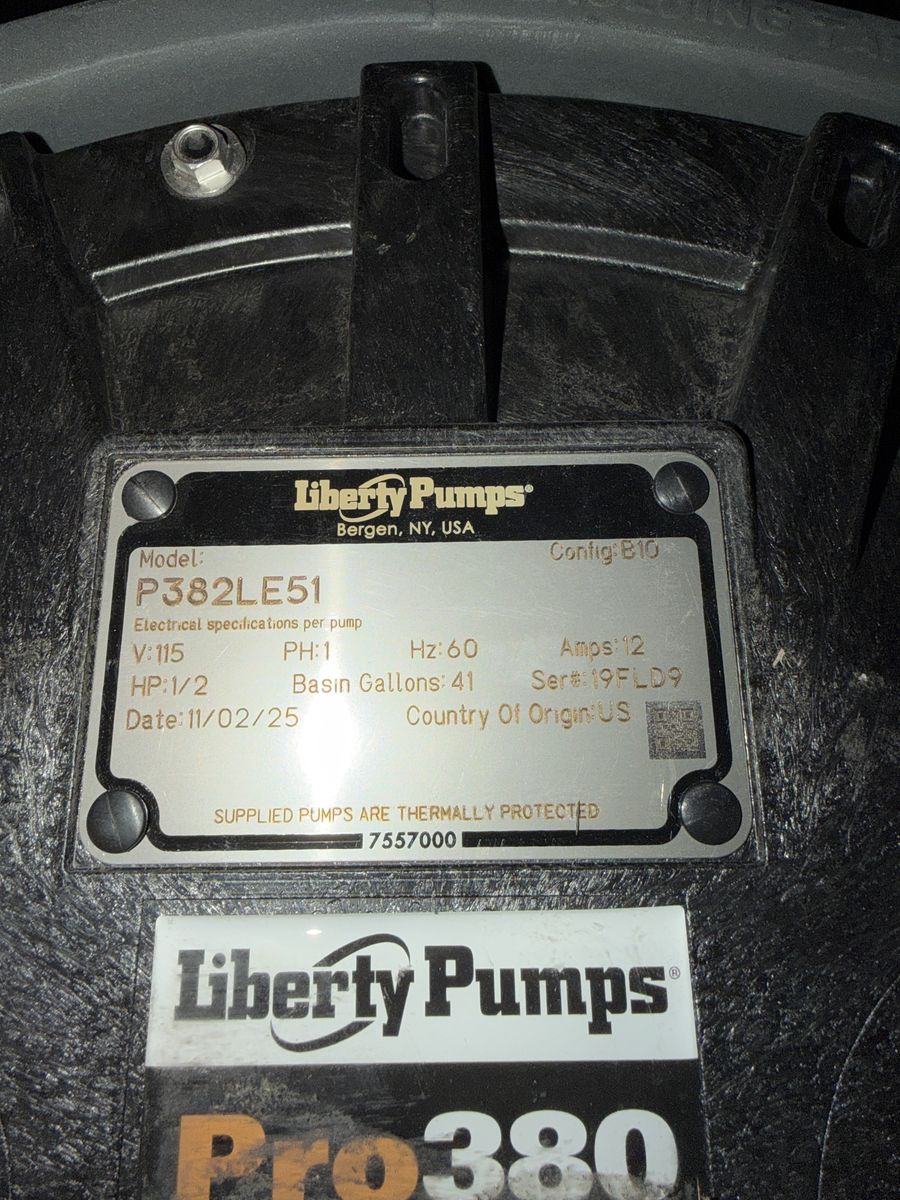 Liberty Pumps®
Bergen, NY, USA
Model:
Config:B10
P382LE51
Electrical specifications per pump
V:115 PH:1 Hz:60 Amps:12
HP:1/2 Basin Gallons:41 Ser#:19FLD9
Date:11/02/25 Country Of Origin:US
SUPPLIED PUMPS ARE THERMALLY PROTECTED
7557000
Liberty Pumps®
Pro380